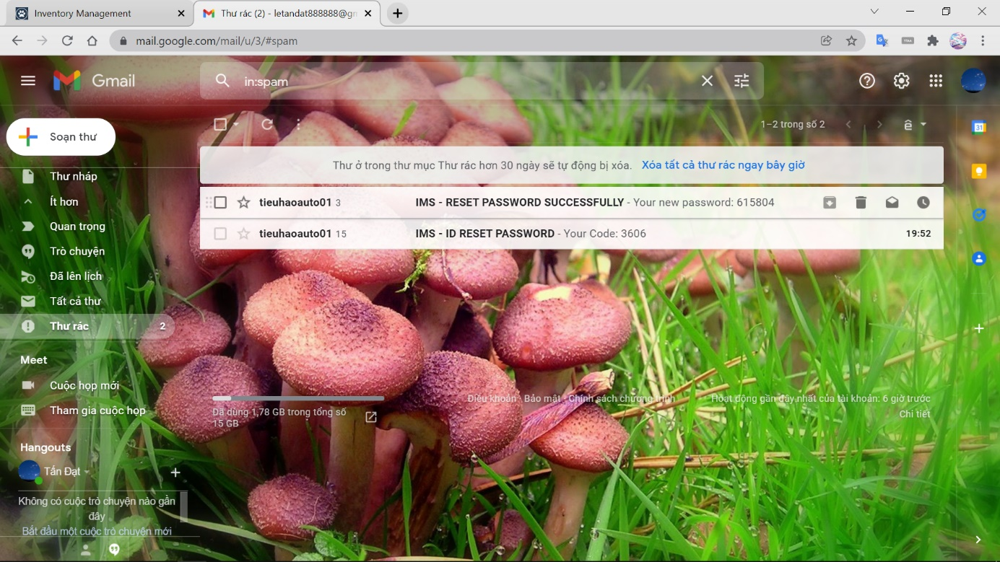 Inventory Management
Thư rác (2) - letandat888888@gm
mail.google.com/mail/u/3/#spam
Gmail
in:spam
Soạn thư
1–2 trong số 2
Thư ở trong thư mục Thư rác hơn 30 ngày sẽ tự động bị xóa. Xóa tất cả thư rác ngay bây giờ
tieuhaoauto01 3 IMS - RESET PASSWORD SUCCESSFULLY - Your new password: 615804
tieuhaoauto01 15 IMS - ID RESET PASSWORD - Your Code: 3606 19:52
Thư nháp
Ít hơn
Quan trọng
Trò chuyện
Đã lên lịch
Tất cả thư
Thư rác 2
Meet
Cuộc họp mới
Tham gia cuộc họp
Hangouts
Tấn Đạt
Không có cuộc trò chuyện nào gần
đây
Bắt đầu một cuộc trò chuyện mới
Đã dùng 1,78 GB trong tổng số
15 GB
Điều khoản · Bảo mật · Chính sách chương trình
Hoạt động gần đây nhất của tài khoản: 6 giờ trước
Chi tiết
31